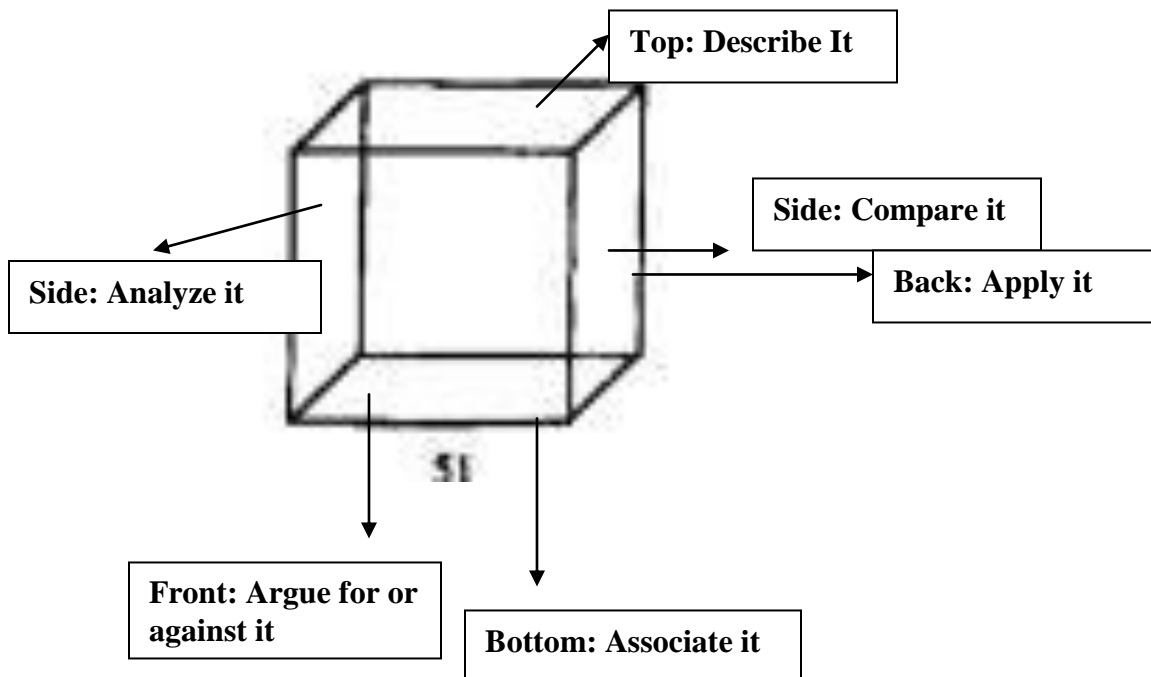 Top: Describe It
Side: Compare it
Back: Apply it
Side: Analyze it
51
Front: Argue for or
against it
Bottom: Associate it